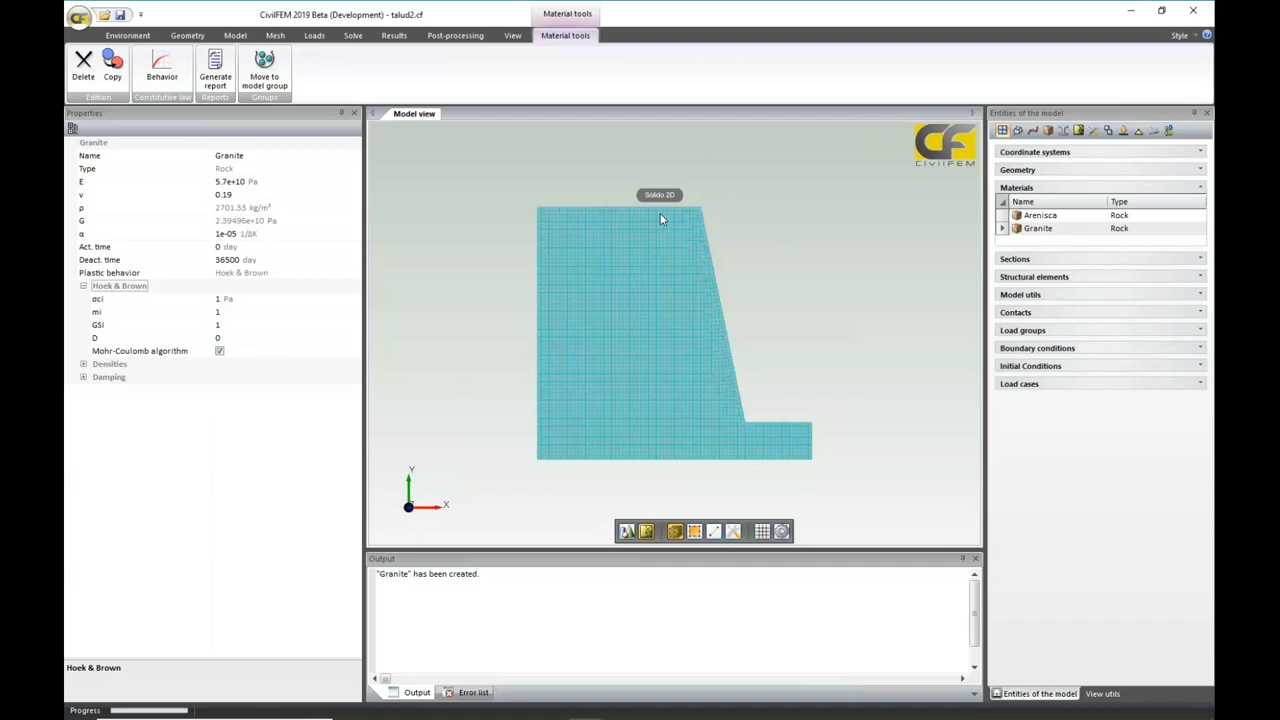 CivilFEM 2019 Beta (Development) - talud2.cf
Material tools
Environment Geometry Model Mesh Loads Solve Results Post-processing View Material tools Style
Delete Copy Behavior Generate report Move to model group
Edition Constitutive law Reports Groups
Properties
Granite
Name Granite
Type Rock
E 5.7e+10 Pa
ν 0.19
ρ 2701.33 kg/m³
G 2.39496e+10 Pa
α 1e-05 1/ΔK
Act. time 0 day
Deact. time 36500 day
Plastic behavior Hoek & Brown
Hoek & Brown
σci 1 Pa
mi 1
GSI 1
D 0
Mohr-Coulomb algorithm
Densities
Damping
Hoek & Brown
Model view
CIVILFEM
Sólido 2D
Y
X
Output
"Granite" has been created.
Output Error list
Entities of the model
Coordinate systems
Geometry
Materials
Name Type
Arenisca Rock
Granite Rock
Sections
Structural elements
Model utils
Contacts
Load groups
Boundary conditions
Initial Conditions
Load cases
Entities of the model View utils
Progress